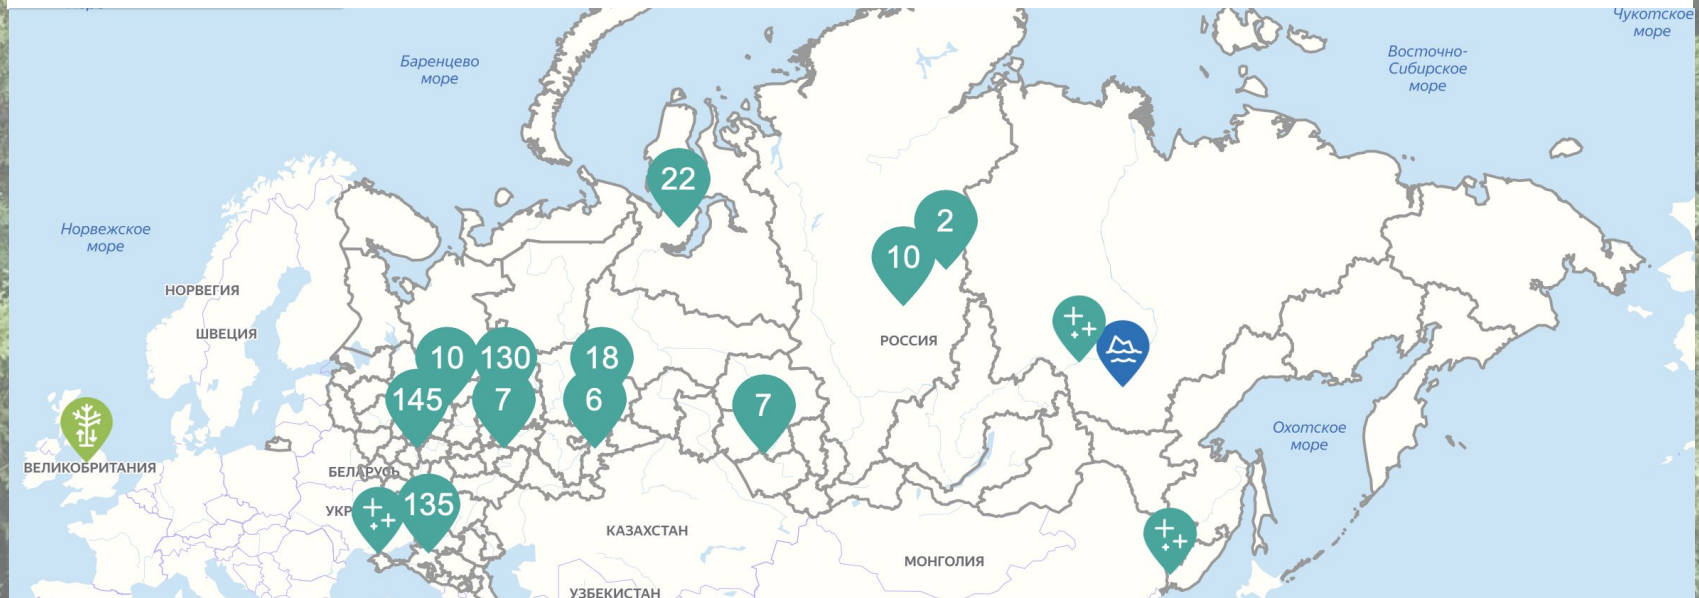 Чукотское
море
Баренцево
море
Восточно-
Сибирское
море
22
Норвежское
море
2
10
НОРВЕГИЯ
ШВЕЦИЯ
РОССИЯ
10
130
18
145
7
6
7
Охотское
море
ВЕЛИКОБРИТАНИЯ
БЕЛАРУСЬ
УКР
135
КАЗАХСТАН
МОНГОЛИЯ
УЗБЕКИСТАН